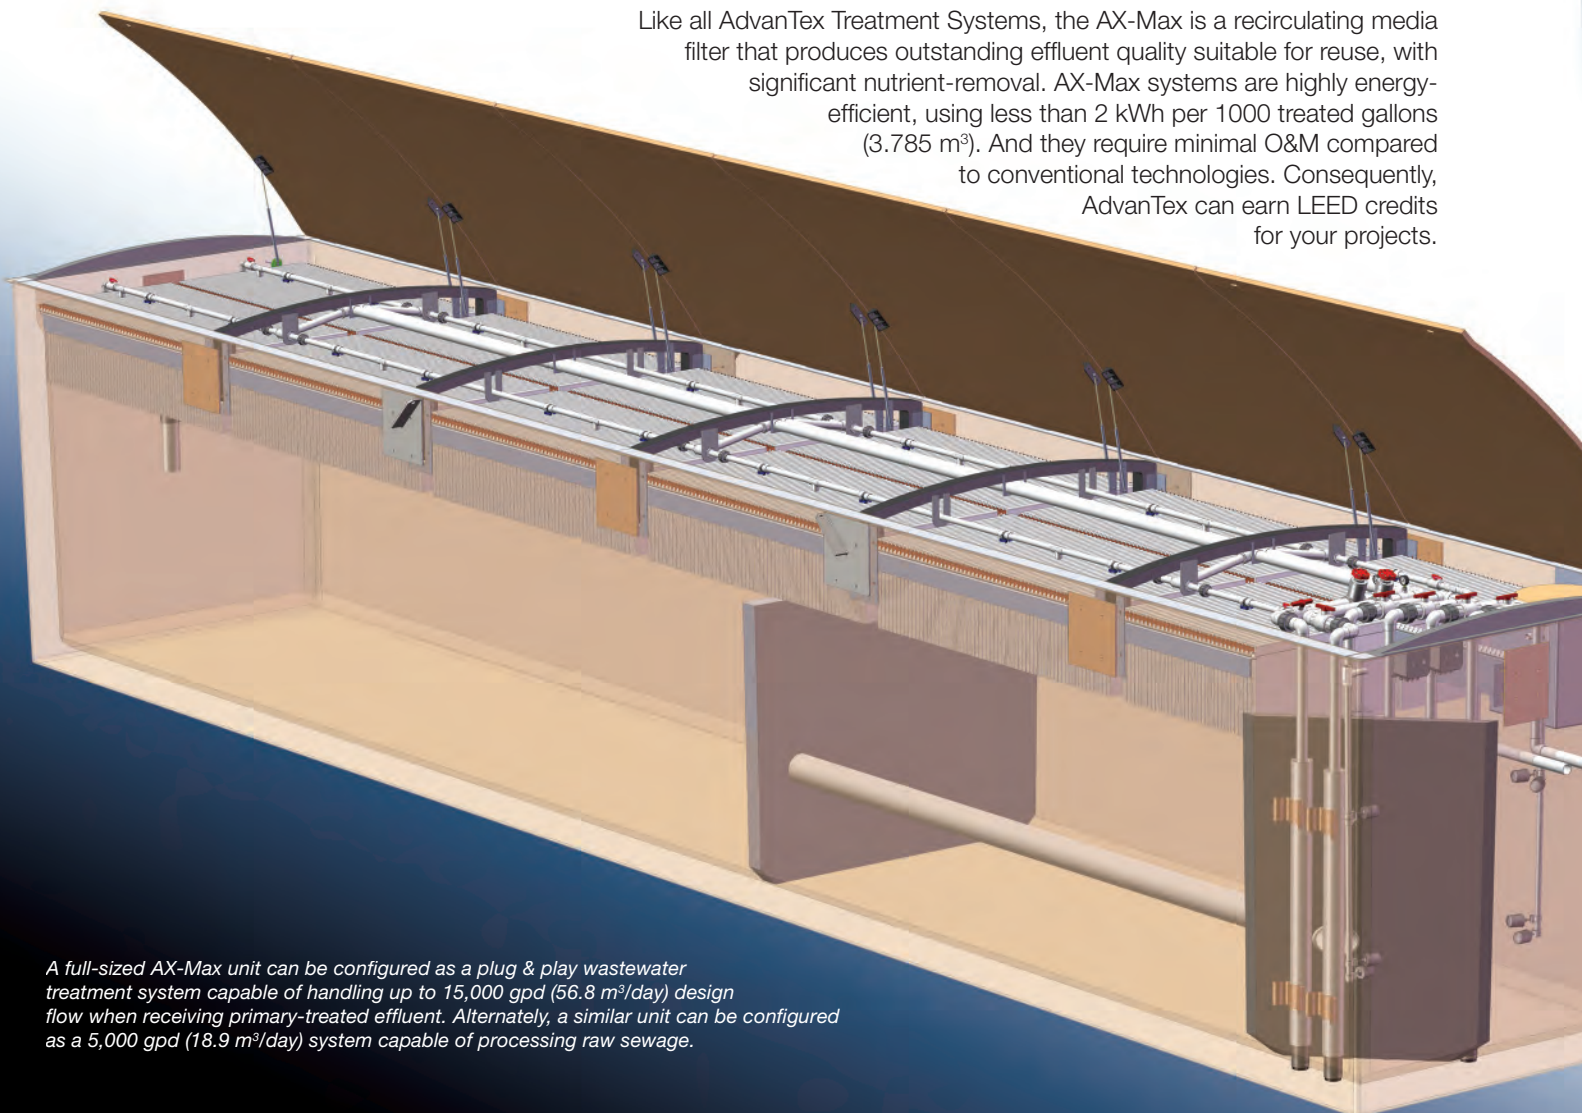 Like all AdvanTex Treatment Systems, the AX-Max is a recirculating media
filter that produces outstanding effluent quality suitable for reuse, with
significant nutrient-removal. AX-Max systems are highly energy-
efficient, using less than 2 kWh per 1000 treated gallons
(3.785 m³). And they require minimal O&M compared
to conventional technologies. Consequently,
AdvanTex can earn LEED credits
for your projects.
A full-sized AX-Max unit can be configured as a plug & play wastewater
treatment system capable of handling up to 15,000 gpd (56.8 m³/day) design
flow when receiving primary-treated effluent. Alternately, a similar unit can be configured
as a 5,000 gpd (18.9 m³/day) system capable of processing raw sewage.